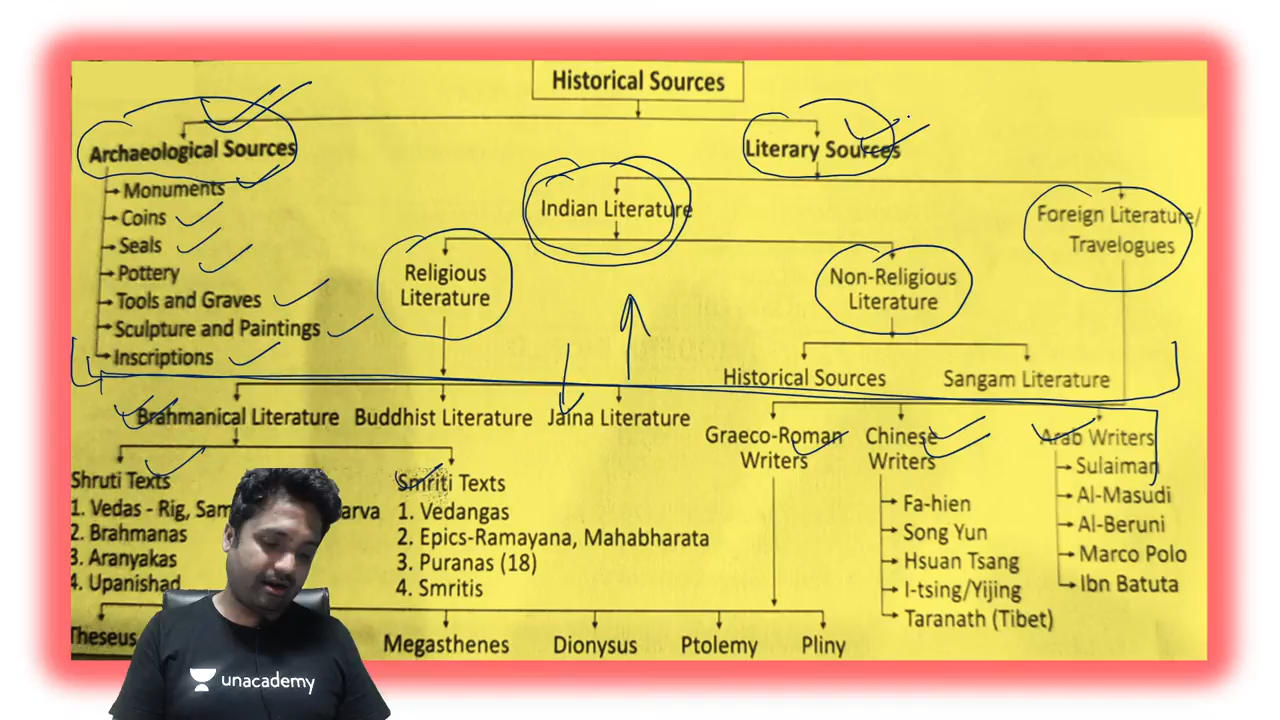 Historical Sources
Archaeological Sources
Monuments
Coins
Seals
Pottery
Tools and Graves
Sculpture and Paintings
Inscriptions
Literary Sources
Indian Literature
Foreign Literature/
Travelogues
Religious
Literature
Non-Religious
Literature
Historical Sources
Sangam Literature
Brahmanical Literature
Buddhist Literature
Jaina Literature
Shruti Texts
1. Vedas - Rig,
2. Brahmanas
3. Aranyakas
4. Upanishad
Smriti Texts
1. Vedangas
2. Epics-Ramayana, Mahabharata
3. Puranas (18)
4. Smritis
Graeco-Roman
Writers
Chinese
Writers
Fa-hien
Song Yun
Hsuan Tsang
I-tsing/Yijing
Taranath (Tibet)
Arab Writers
Sulaiman
Al-Masudi
Al-Beruni
Marco Polo
Ibn Batuta
Theseus
Megasthenes
Dionysus
Ptolemy
Pliny
unacademy